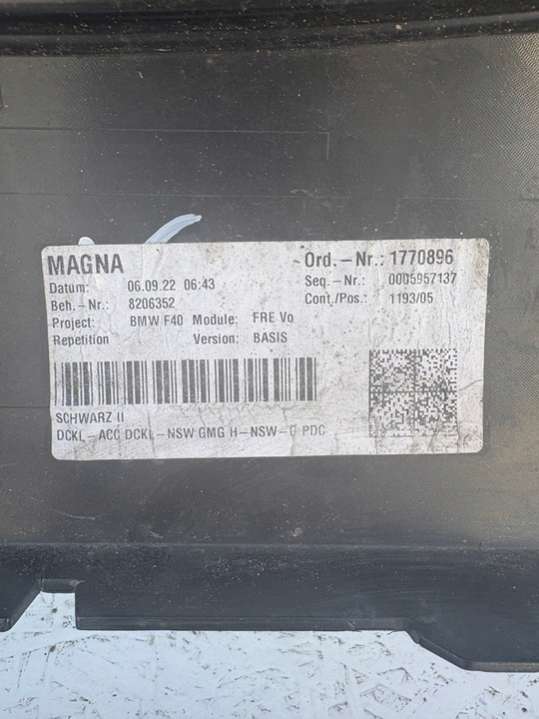 MAGNA
Ord.-Nr.: 1770896
Datum: 06.09.22 06:43
Seq.-Nr.: 0005957137
Beh.-Nr.: 8206352
Cont./Pos.: 1193/05
Project: BMW F40 Module: FRE Vo
Repetition Version: BASIS
SCHWARZ II
DCKL-ACC DCKL-NSW GMG H-NSW-G PDC